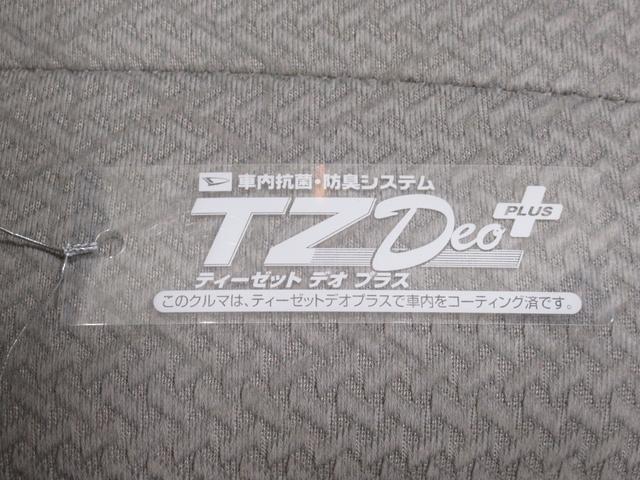 車内抗菌・防臭システム
TZ Deo PLUS
ティーゼット デオ プラス
このクルマは、ティーゼットデオプラスで車内をコーティング済です。